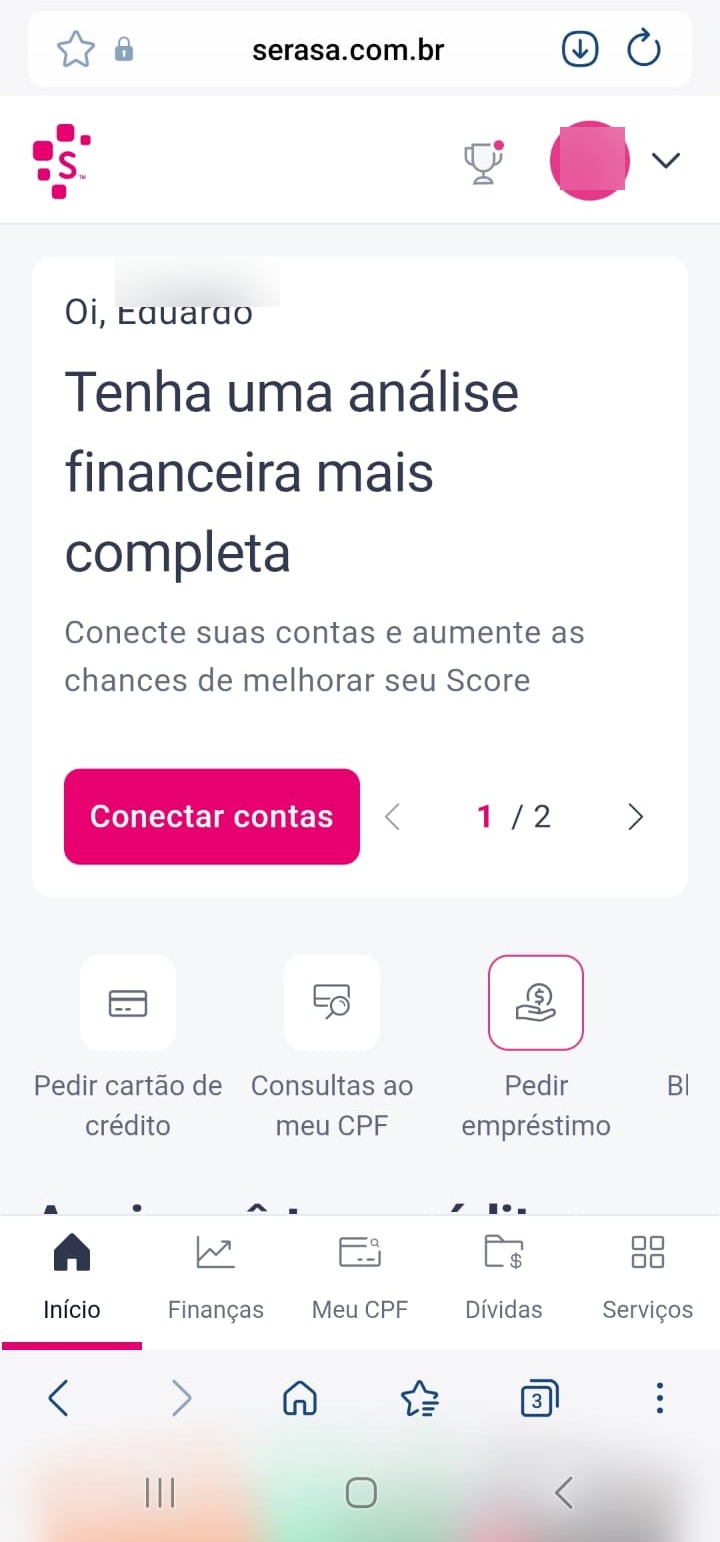 serasa.com.br
S
Oi, Eduardo
Tenha uma análise
financeira mais
completa
Conecte suas contas e aumente as
chances de melhorar seu Score
Conectar contas
1 / 2
Pedir cartão de
crédito
Consultas ao
meu CPF
Pedir
empréstimo
Início
Finanças
Meu CPF
Dívidas
Serviços
3